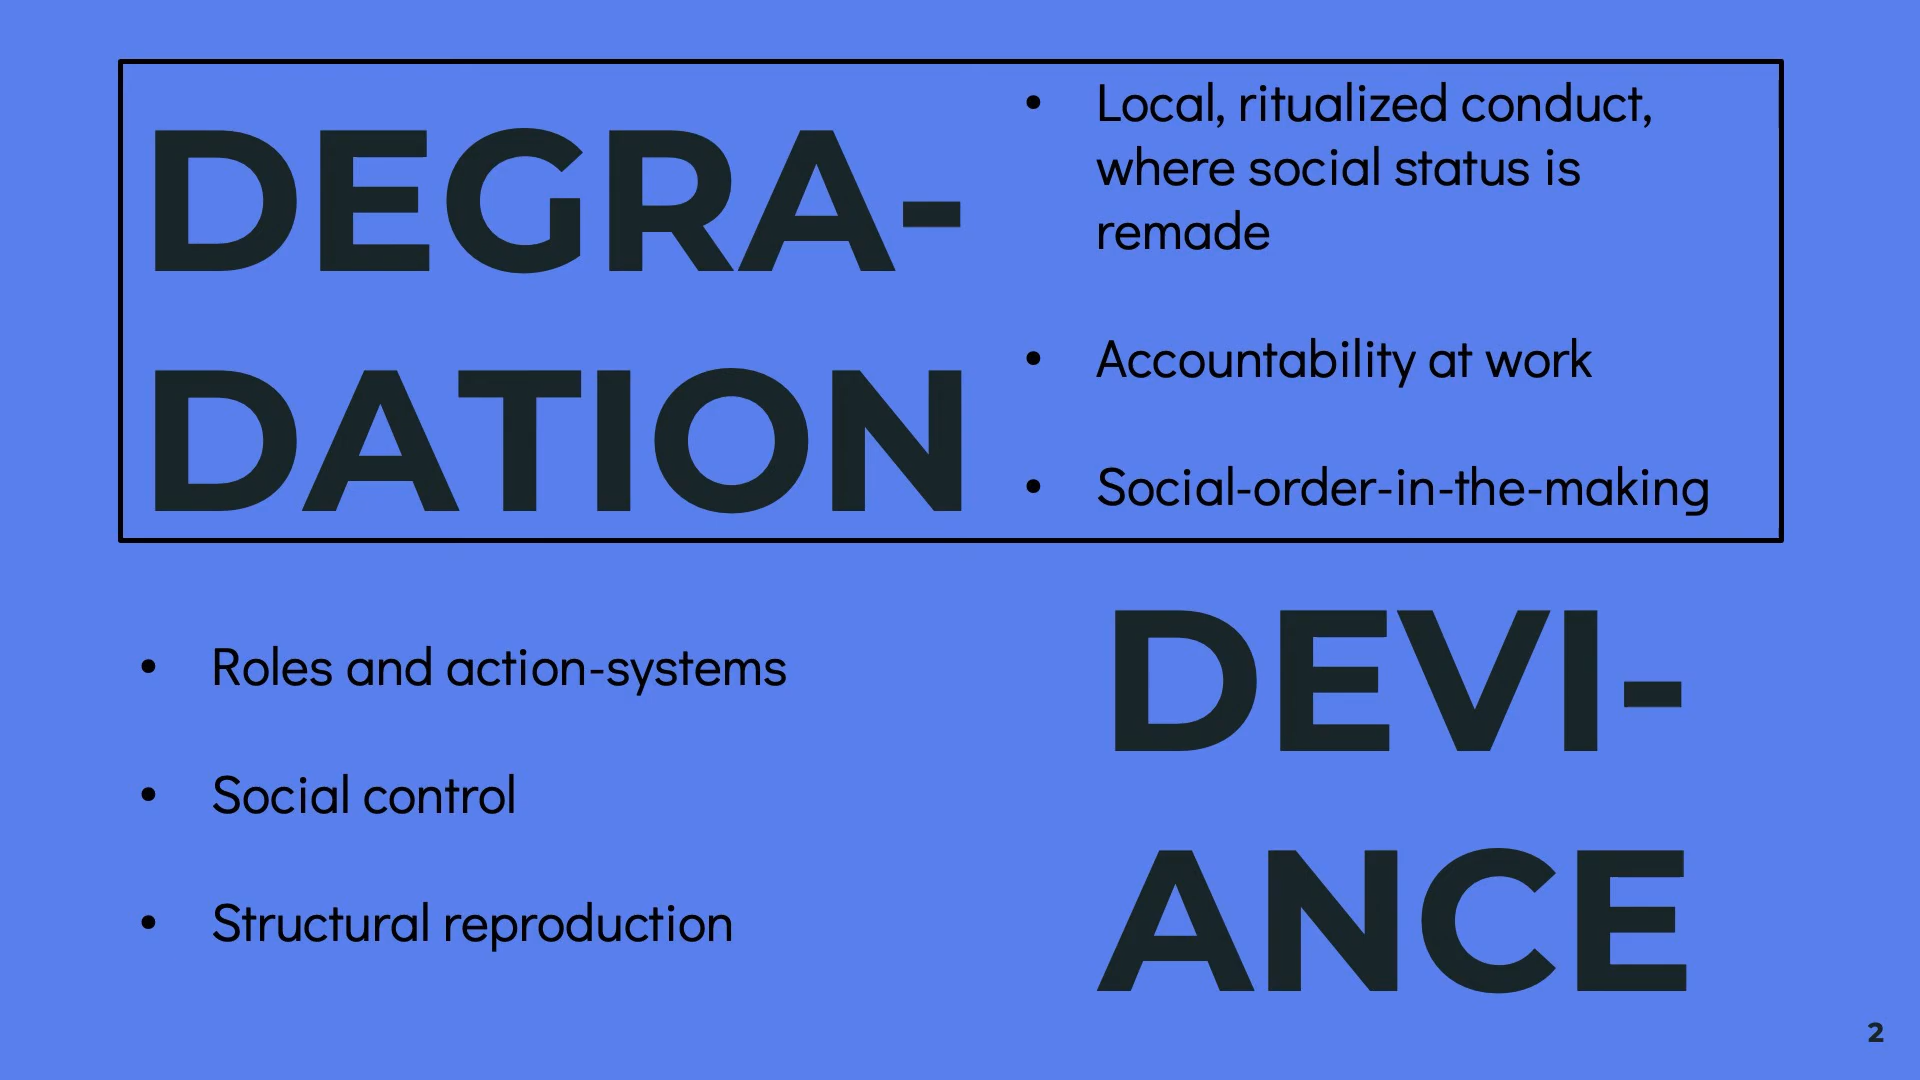 DEGRA-
DATION
• Local, ritualized conduct,
where social status is
remade
• Accountability at work
• Social-order-in-the-making
• Roles and action-systems
• Social control
• Structural reproduction
DEVI-
ANCE
2